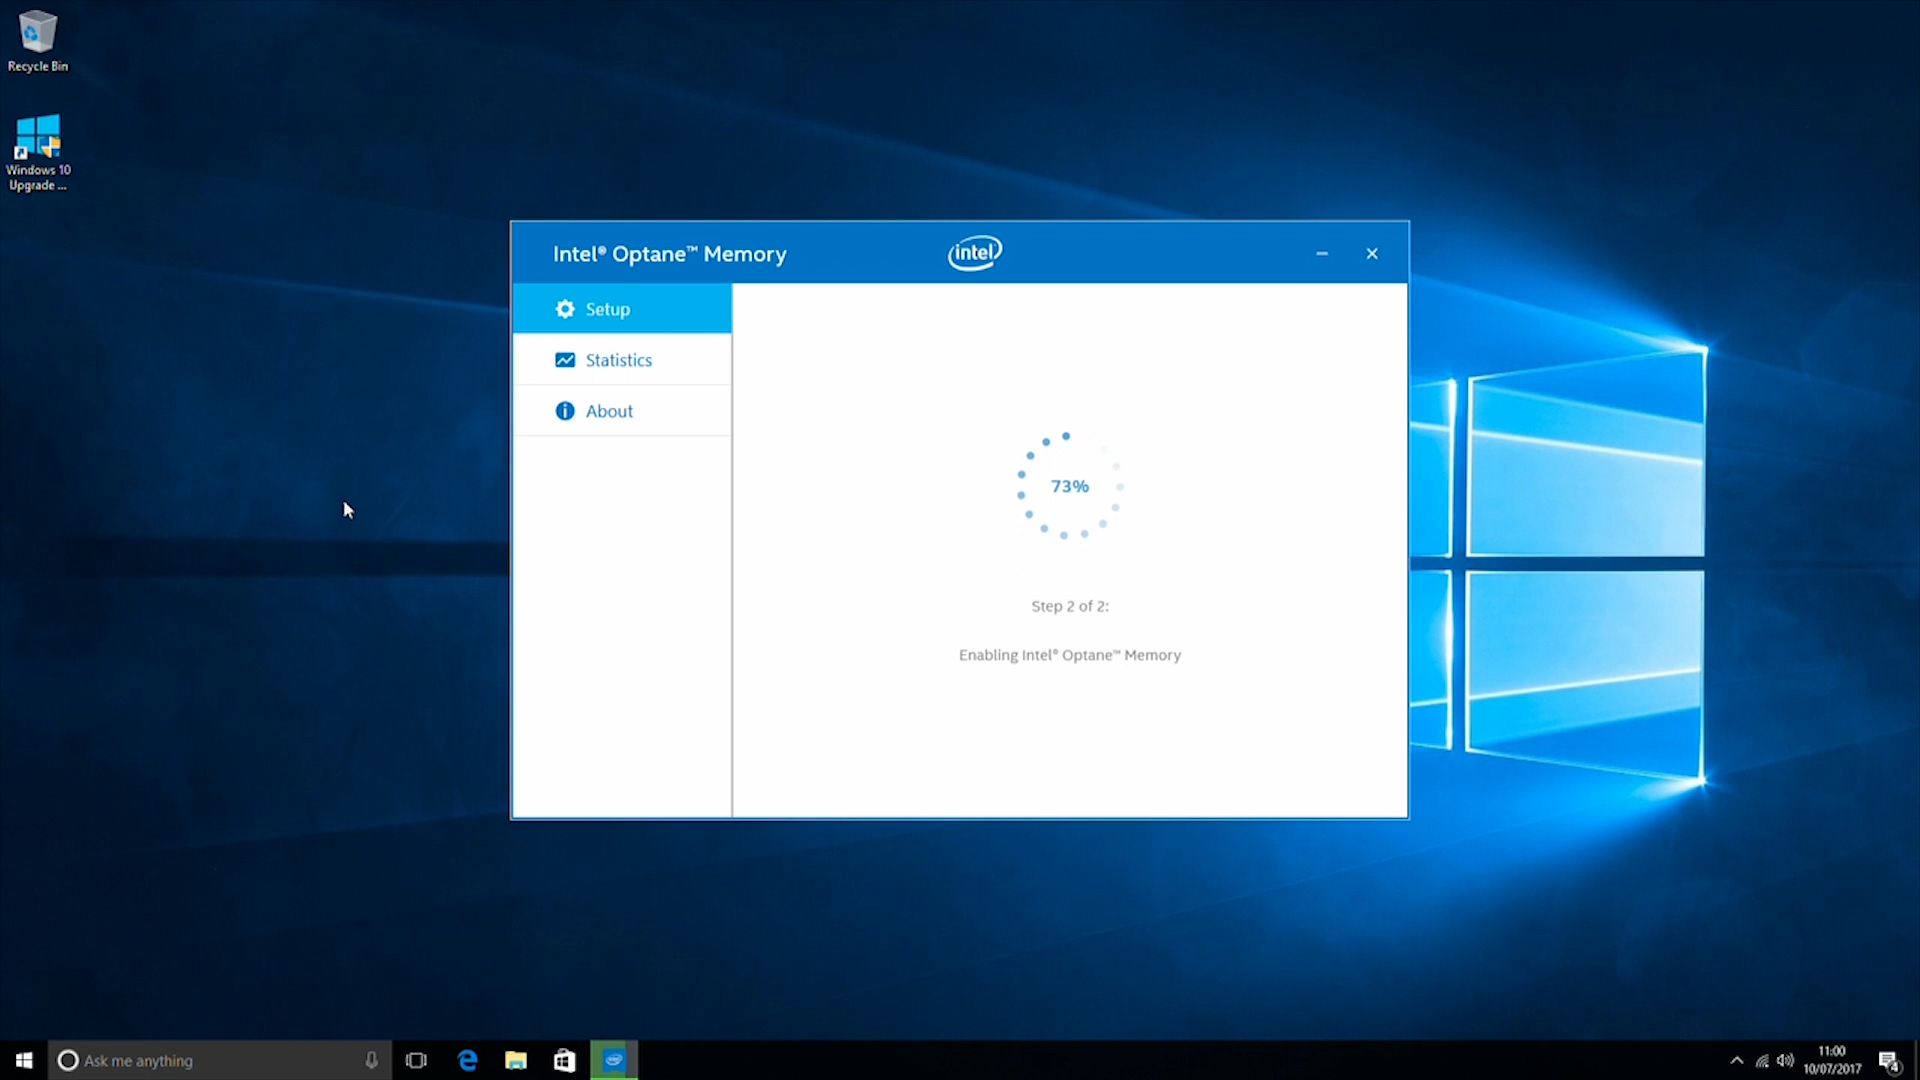 Recycle Bin
Windows 10
Upgrade ...
Intel® Optane™ Memory
intel
Setup
Statistics
About
73%
Step 2 of 2:
Enabling Intel® Optane™ Memory
Ask me anything
11:00
10/07/2017
4